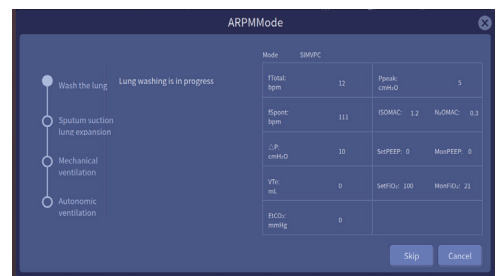 ARPMMode
Mode SIMVPC
Wash the lung
Lung washing is in progress
Sputum suction
lung expansion
Mechanical
ventilation
Autonomic
ventilation
fTotal:
bpm
12
Ppeak:
cmH₂O
5
fSpont:
bpm
111
ISOMAC: 1.2 N₂OMAC: 0.3
△P:
cmH₂O
10
SetPEEP: 0 MonPEEP: 0
VTe:
mL
0
SetFiO₂: 100 MonFiO₂: 21
EtCO₂:
mmHg
0
Skip Cancel